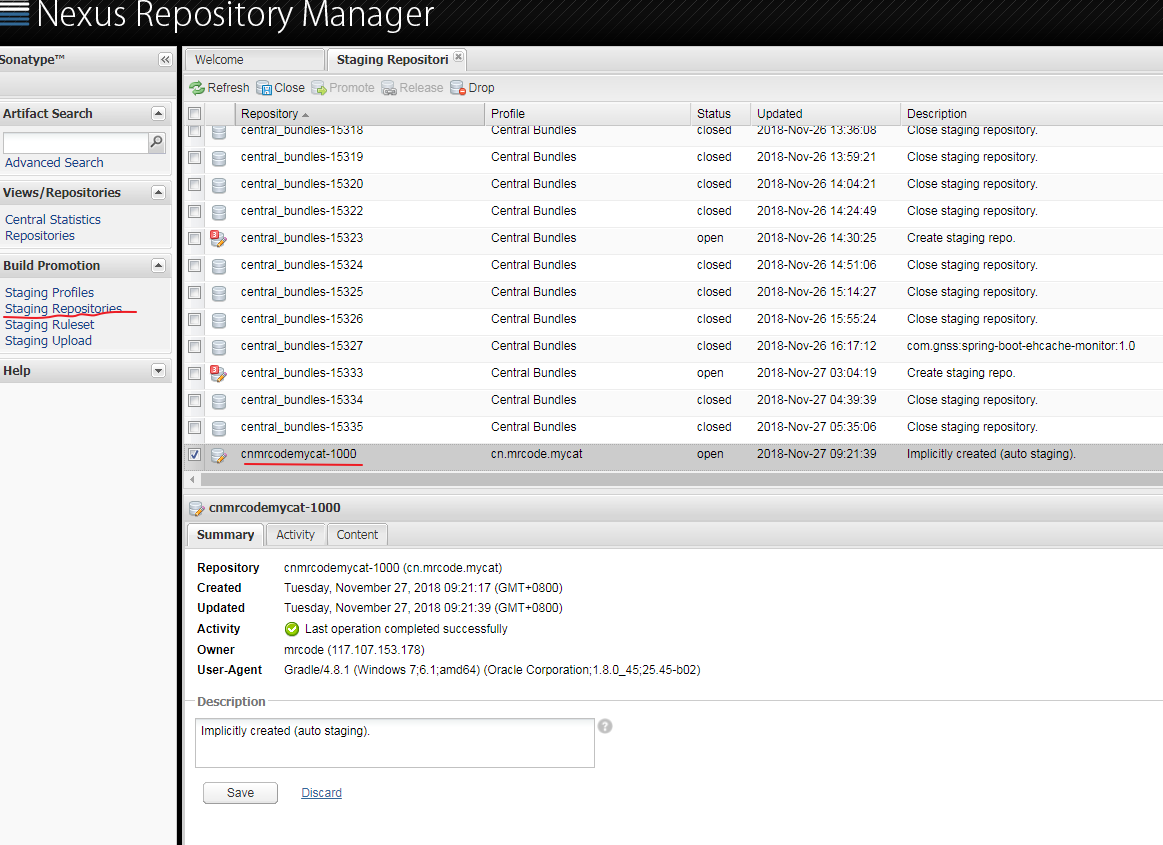 Nexus Repository Manager
Sonatype™
Welcome
Staging Repositori
Refresh Close Promote Release Drop
Artifact Search
Advanced Search
Views/Repositories
Central Statistics
Repositories
Build Promotion
Staging Profiles
Staging Repositories
Staging Ruleset
Staging Upload
Help
Repository Profile Status Updated Description
central_bundles-15318 Central Bundles closed 2018-Nov-26 13:36:08 Close staging repository.
central_bundles-15319 Central Bundles closed 2018-Nov-26 13:59:21 Close staging repository.
central_bundles-15320 Central Bundles closed 2018-Nov-26 14:04:21 Close staging repository.
central_bundles-15322 Central Bundles closed 2018-Nov-26 14:24:49 Close staging repository.
3 central_bundles-15323 Central Bundles open 2018-Nov-26 14:30:25 Create staging repo.
central_bundles-15324 Central Bundles closed 2018-Nov-26 14:51:06 Close staging repository.
central_bundles-15325 Central Bundles closed 2018-Nov-26 15:14:27 Close staging repository.
central_bundles-15326 Central Bundles closed 2018-Nov-26 15:55:24 Close staging repository.
central_bundles-15327 Central Bundles closed 2018-Nov-26 16:17:12 com.gnss:spring-boot-ehcache-monitor:1.0
3 central_bundles-15333 Central Bundles open 2018-Nov-27 03:04:19 Create staging repo.
central_bundles-15334 Central Bundles closed 2018-Nov-27 04:39:39 Close staging repository.
central_bundles-15335 Central Bundles closed 2018-Nov-27 05:35:06 Close staging repository.
cnmrcodemycat-1000 cn.mrcode.mycat open 2018-Nov-27 09:21:39 Implicitly created (auto staging).
cnmrcodemycat-1000
Summary Activity Content
Repository cnmrcodemycat-1000 (cn.mrcode.mycat)
Created Tuesday, November 27, 2018 09:21:17 (GMT+0800)
Updated Tuesday, November 27, 2018 09:21:39 (GMT+0800)
Activity Last operation completed successfully
Owner mrcode (117.107.153.178)
User-Agent Gradle/4.8.1 (Windows 7;6.1;amd64) (Oracle Corporation;1.8.0_45;25.45-b02)
Description
Implicitly created (auto staging).
?
Save Discard